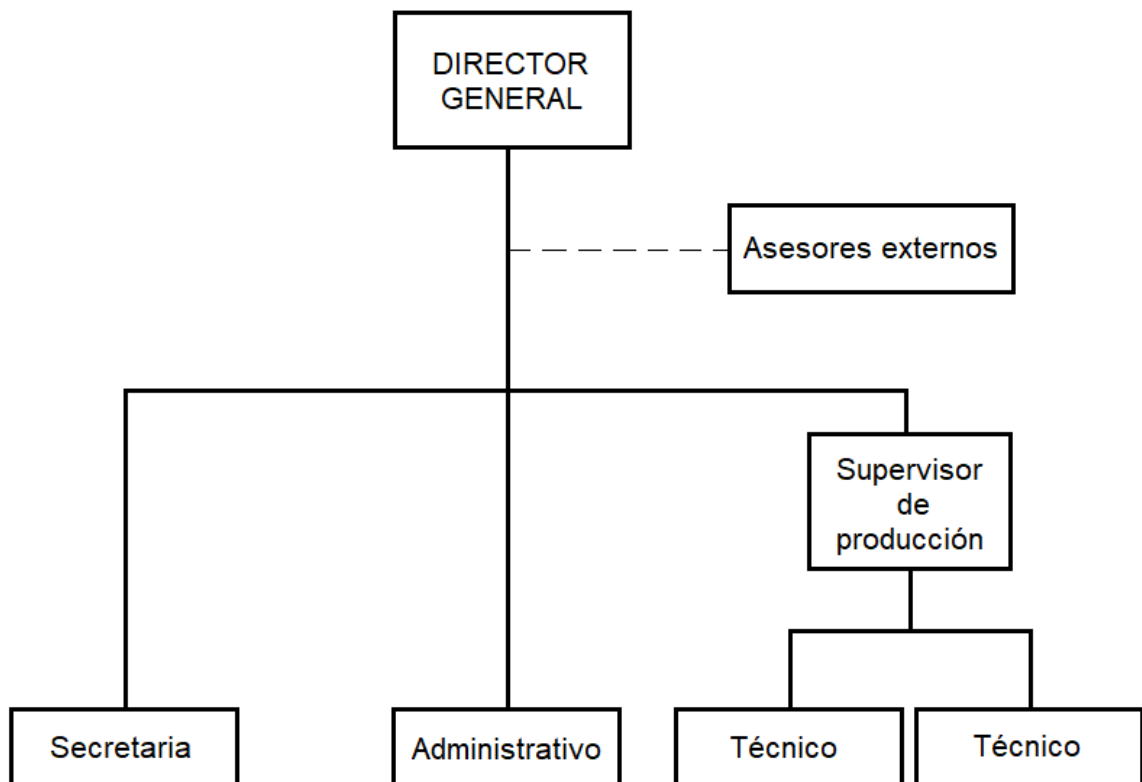 DIRECTOR
GENERAL
Asesores externos
Supervisor
de
producción
Secretaria
Administrativo
Técnico
Técnico